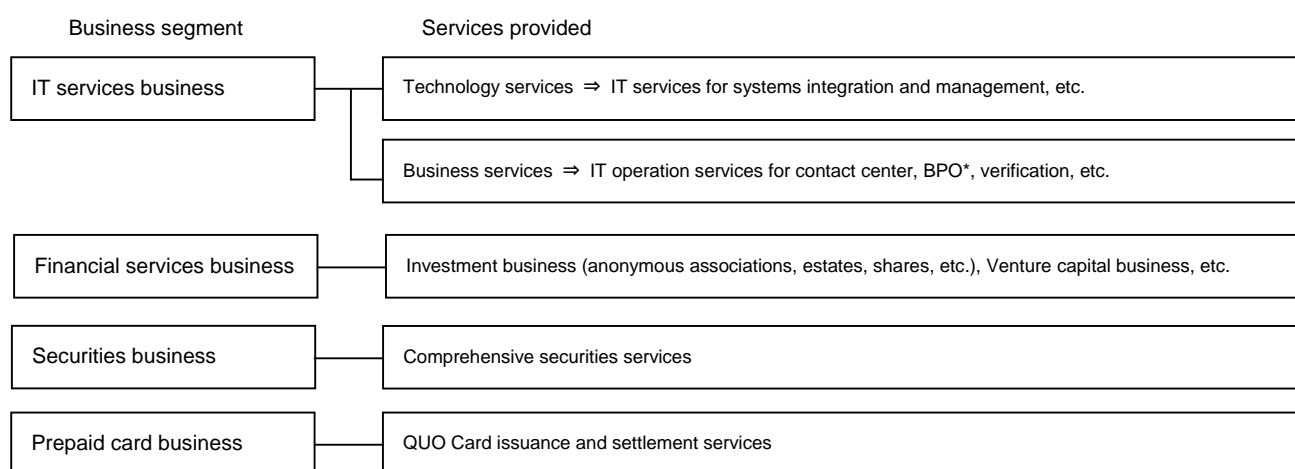 Business segment Services provided
IT services business Technology services ⇒ IT services for systems integration and management, etc.
Business services ⇒ IT operation services for contact center, BPO*, verification, etc.
Financial services business Investment business (anonymous associations, estates, shares, etc.), Venture capital business, etc.
Securities business Comprehensive securities services
Prepaid card business QUO Card issuance and settlement services